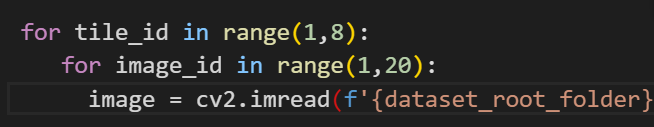 for tile_id in range(1,8):
for image_id in range(1,20):
image = cv2.imread(f'{dataset_root_folder}